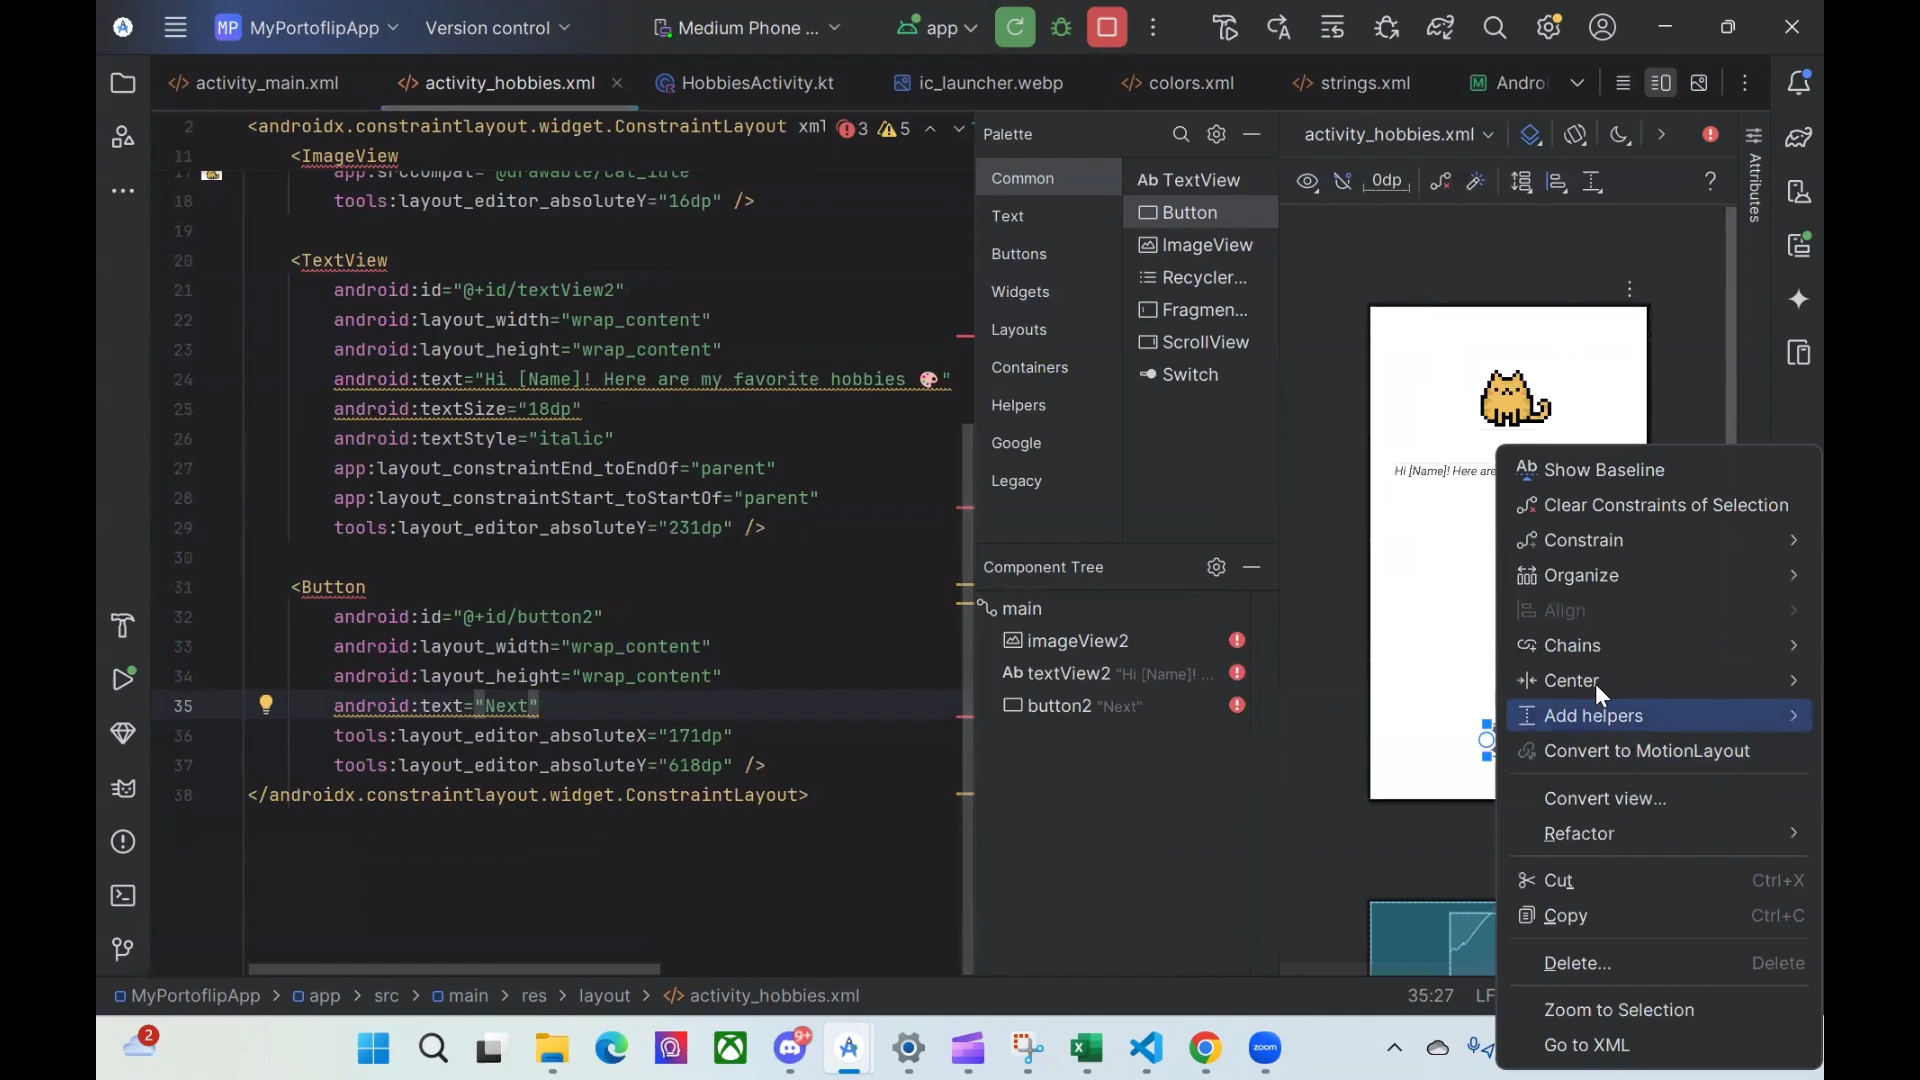 MP MyPortoflipApp Version control Medium Phone ... app
activity_main.xml activity_hobbies.xml HobbiesActivity.kt ic_launcher.webp colors.xml strings.xml M Andro
2 <androidx.constraintlayout.widget.ConstraintLayout xml 3 5
11 <ImageView
17 app:srcCompat="@drawable/cat_idle"
18 tools:layout_editor_absoluteY="16dp" />
19
20 <TextView
21 android:id="@+id/textView2"
22 android:layout_width="wrap_content"
23 android:layout_height="wrap_content"
24 android:text="Hi [Name]! Here are my favorite hobbies 🎨"
25 android:textSize="18dp"
26 android:textStyle="italic"
27 app:layout_constraintEnd_toEndOf="parent"
28 app:layout_constraintStart_toStartOf="parent"
29 tools:layout_editor_absoluteY="231dp" />
30
31 <Button
32 android:id="@+id/button2"
33 android:layout_width="wrap_content"
34 android:layout_height="wrap_content"
35 android:text="Next"
36 tools:layout_editor_absoluteX="171dp"
37 tools:layout_editor_absoluteY="618dp" />
38 </androidx.constraintlayout.widget.ConstraintLayout>
Palette
Common
Text
Buttons
Widgets
Layouts
Containers
Helpers
Google
Legacy
Ab TextView
Button
ImageView
Recycler...
Fragmen...
ScrollView
Switch
Component Tree
main
imageView2
Ab textView2 "Hi [Name]! ...
button2 "Next"
activity_hobbies.xml
0dp
?
Attributes
Hi [Name]! Here are
Ab Show Baseline
Clear Constraints of Selection
Constrain
Organize
Align
Chains
Center
Add helpers
Convert to MotionLayout
Convert view...
Refactor
Cut Ctrl+X
Copy Ctrl+C
Delete... Delete
Zoom to Selection
Go to XML
MyPortoflipApp > app > src > main > res > layout > activity_hobbies.xml 35:27 LF
2 9+ zoom